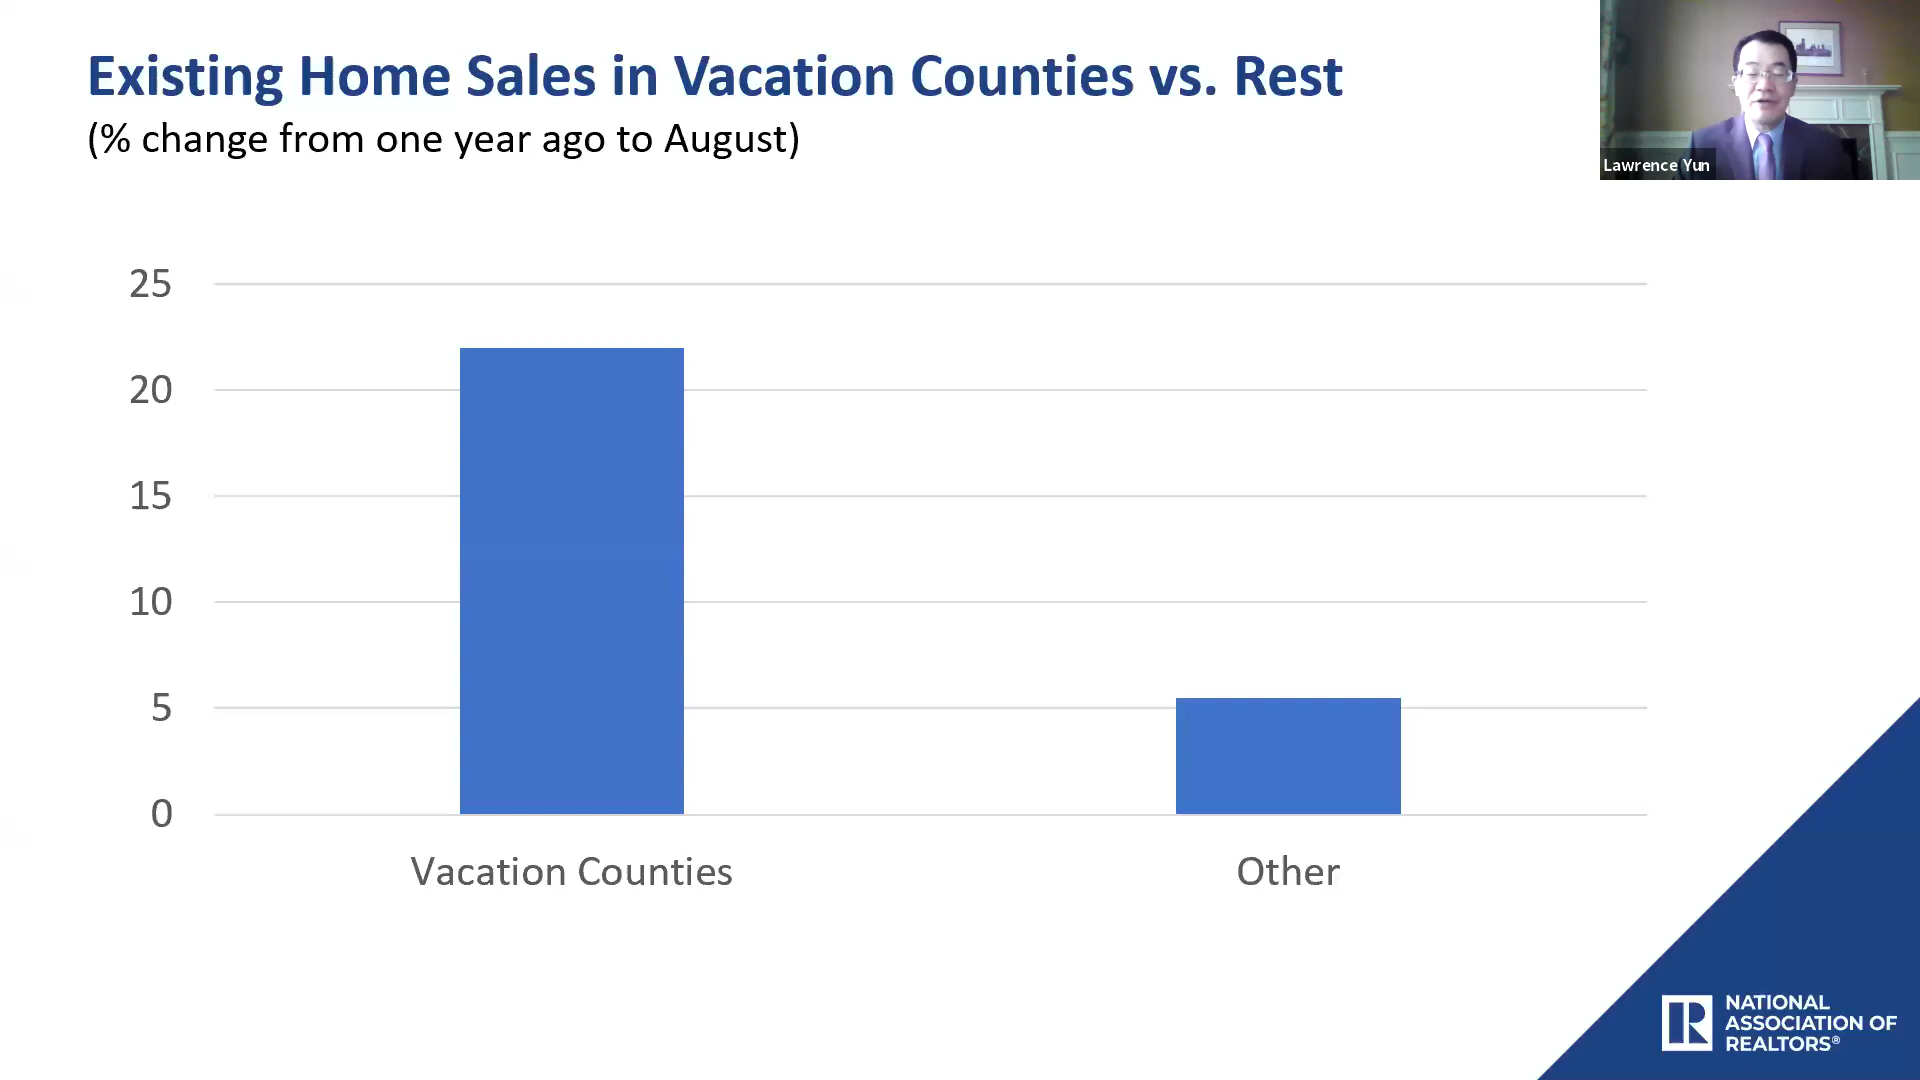 Existing Home Sales in Vacation Counties vs. Rest
(% change from one year ago to August)
Lawrence Yun
25
20
15
10
5
0
Vacation Counties
Other
NATIONAL
ASSOCIATION OF
REALTORS®